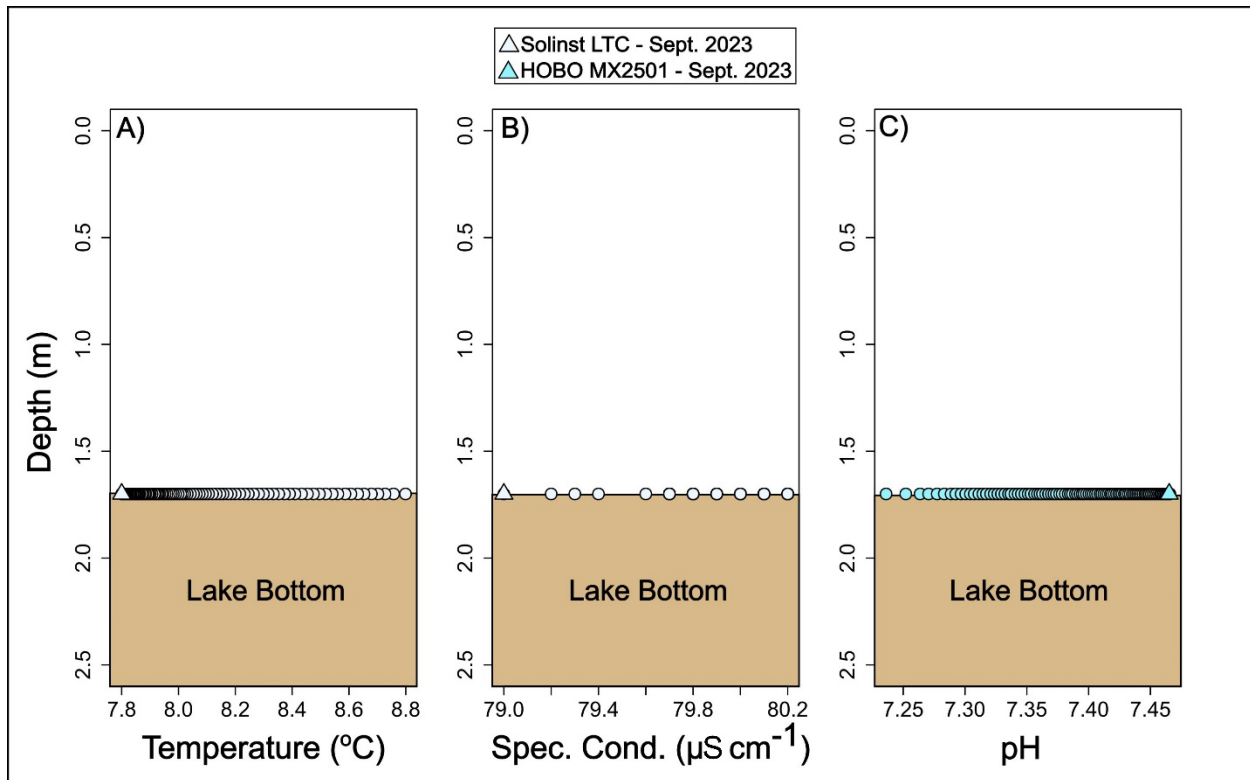 Solinst LTC - Sept. 2023
HOBO MX2501 - Sept. 2023
A)
B)
C)
Depth (m)
0.0
0.5
1.0
1.5
2.0
2.5
0.0
0.5
1.0
1.5
2.0
2.5
0.0
0.5
1.0
1.5
2.0
2.5
Lake Bottom
Lake Bottom
Lake Bottom
7.8 8.0 8.2 8.4 8.6 8.8
79.0 79.4 79.8 80.2
7.25 7.30 7.35 7.40 7.45
Temperature (ºC)
Spec. Cond. (µS cm⁻¹)
pH